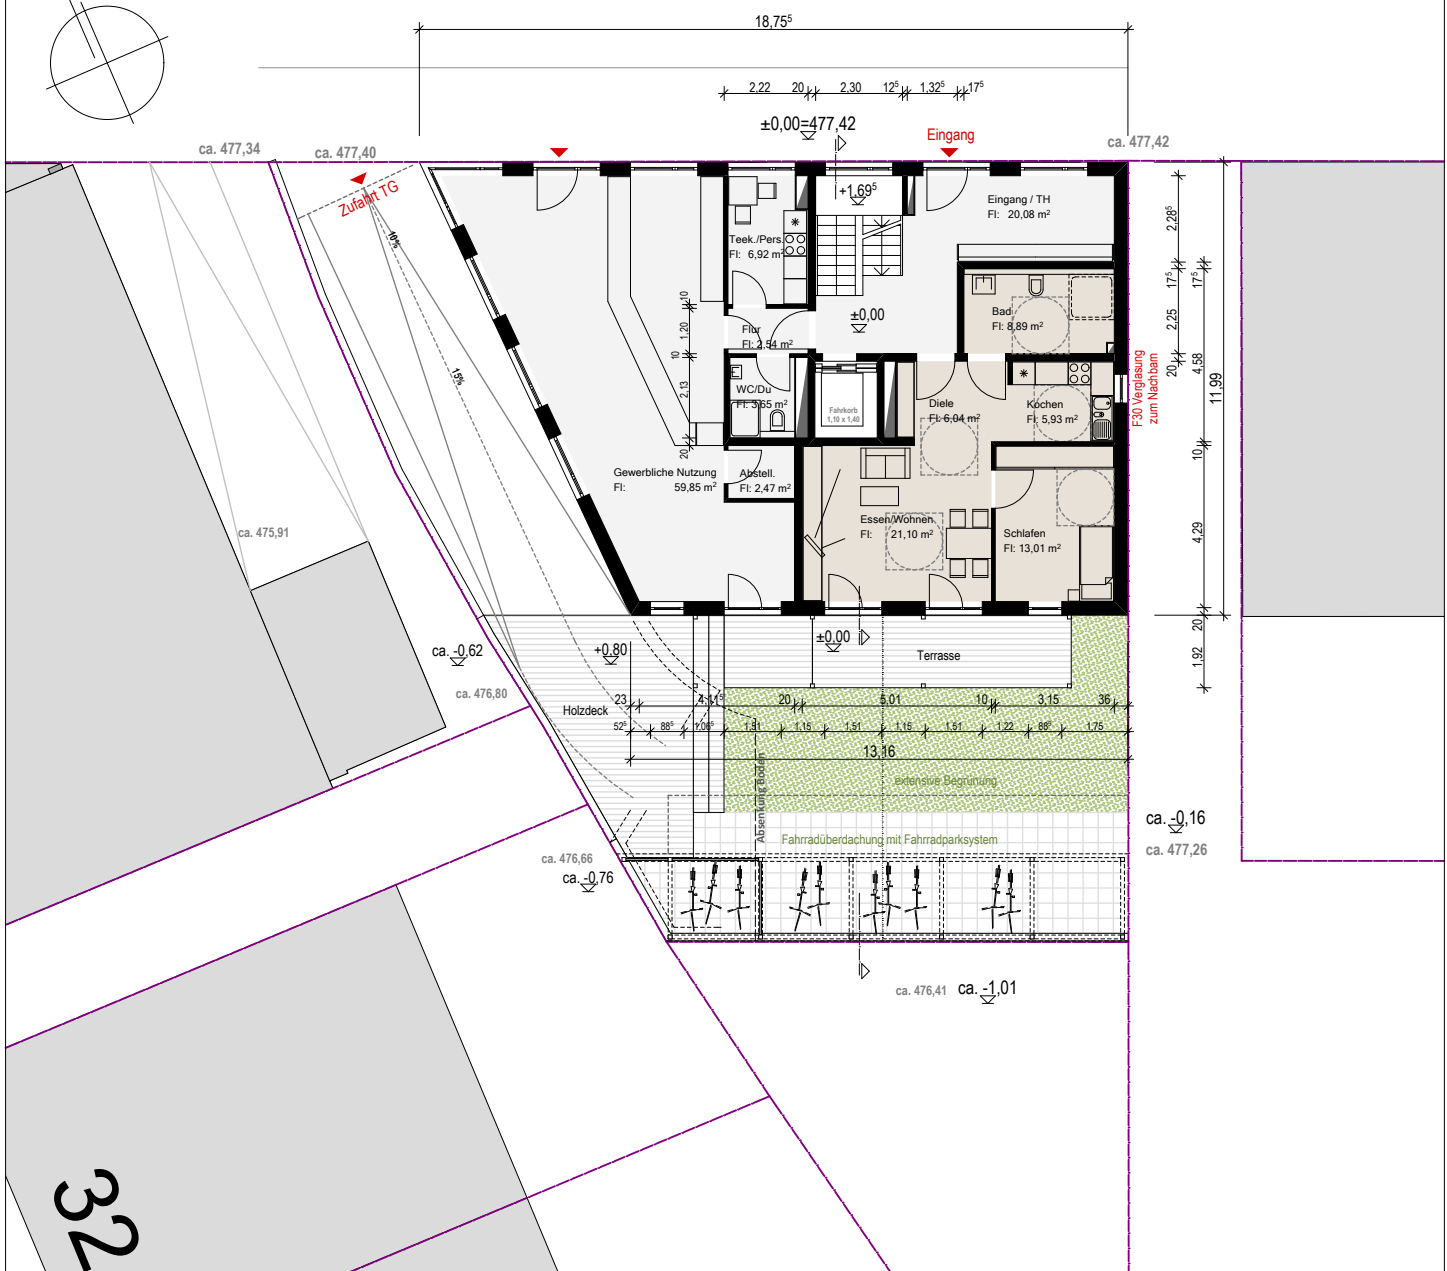 18,75⁵
2,22
20
2,30
12⁵
1,32⁵
17⁵
±0,00=477,42
Eingang
ca. 477,42
ca. 477,34
ca. 477,40
Zufahrt TG
10%
15%
+1.69⁵
Eingang / TH
Fl: 20,08 m²
Teek./Pers.
Fl: 6,92 m²
±0,00
Bad
Fl: 8,89 m²
Flur
Fl: 2,54 m²
WC/Du
Fl: 3,65 m²
Fahrkorb
1,10 x 1,40
Diele
Fl: 6,04 m²
Kochen
Fl: 5,93 m²
Gewerbliche Nutzung
Fl: 59,85 m²
Abstell.
Fl: 2,47 m²
Essen/Wohnen
Fl: 21,10 m²
Schlafen
Fl: 13,01 m²
10
1,20
10
2,13
20
2,28⁵
17⁵
2,25
20
17⁵
4,58
10
4,29
20
1,92
11,99
F30 Verglasung
zum Nachbarn
ca. 475,91
ca. -0,62
+0.80
±0,00
Terrasse
ca. 476,80
Holzdeck
23
4,11⁵
20
5,01
10
3,15
36
52⁵
88⁵
1,06⁵
1,51
1,15
1,51
1,15
1,51
1,22
88⁵
1,75
13,16
Absenkung Boden
extensive Begrünung
Fahrradüberdachung mit Fahrradparksystem
ca. -0,16
ca. 477,26
ca. 476,66
ca. -0,76
ca. 476,41
ca. -1,01
32